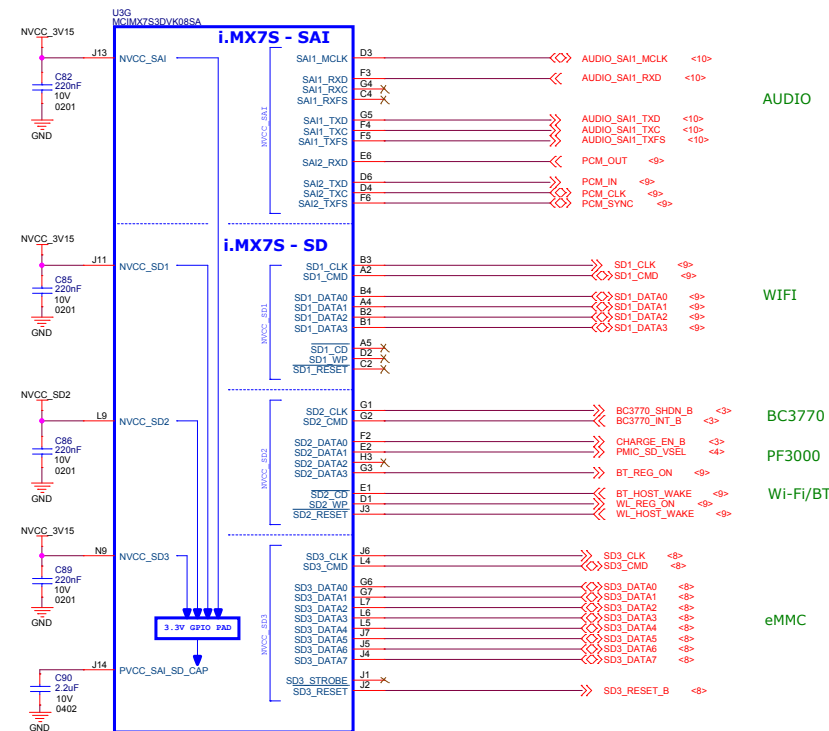 U3G
MCIMX7S3DVK08SA
i.MX7S - SAI
NVCC_3V15
J13 NVCC_SAI
C82
220nF
10V
0201
GND
NVCC_SAI
SAI1_MCLK D3 AUDIO_SAI1_MCLK <10>
SAI1_RXD F3 AUDIO_SAI1_RXD <10>
SAI1_RXC G4
SAI1_RXFS C4
AUDIO
SAI1_TXD G5 AUDIO_SAI1_TXD <10>
SAI1_TXC F4 AUDIO_SAI1_TXC <10>
SAI1_TXFS F5 AUDIO_SAI1_TXFS <10>
SAI2_RXD E6 PCM_OUT <9>
SAI2_TXD D6 PCM_IN <9>
SAI2_TXC D4 PCM_CLK <9>
SAI2_TXFS F6 PCM_SYNC <9>
i.MX7S - SD
NVCC_3V15
J11 NVCC_SD1
C85
220nF
10V
0201
GND
NVCC_SD1
SD1_CLK B3 SD1_CLK <9>
SD1_CMD A2 SD1_CMD <9>
SD1_DATA0 B4 SD1_DATA0 <9>
WIFI
SD1_DATA1 A4 SD1_DATA1 <9>
SD1_DATA2 B2 SD1_DATA2 <9>
SD1_DATA3 B1 SD1_DATA3 <9>
SD1_CD A5
SD1_WP D2
SD1_RESET C2
NVCC_SD2
L9 NVCC_SD2
C86
220nF
10V
0201
GND
NVCC_SD2
SD2_CLK G1 BC3770_SHDN_B <3>
SD2_CMD G2 BC3770_INT_B <3>
BC3770
SD2_DATA0 F2 CHARGE_EN_B <3>
SD2_DATA1 E2 PMIC_SD_VSEL <4>
SD2_DATA2 H3
PF3000
SD2_DATA3 G3 BT_REG_ON <9>
SD2_CD E1 BT_HOST_WAKE <9>
Wi-Fi/BT
SD2_WP D1 WL_REG_ON <9>
SD2_RESET J3 WL_HOST_WAKE <9>
NVCC_3V15
N9 NVCC_SD3
C89
220nF
10V
0201
GND
3.3V GPIO PAD
NVCC_SD3
SD3_CLK J6 SD3_CLK <8>
SD3_CMD L4 SD3_CMD <8>
SD3_DATA0 G6 SD3_DATA0 <8>
SD3_DATA1 G7 SD3_DATA1 <8>
SD3_DATA2 L7 SD3_DATA2 <8>
SD3_DATA3 L6 SD3_DATA3 <8>
eMMC
SD3_DATA4 L5 SD3_DATA4 <8>
SD3_DATA5 J7 SD3_DATA5 <8>
SD3_DATA6 J5 SD3_DATA6 <8>
SD3_DATA7 J4 SD3_DATA7 <8>
SD3_STROBE J1
SD3_RESET J2 SD3_RESET_B <8>
J14 PVCC_SAI_SD_CAP
C90
2.2uF
10V
0402
GND